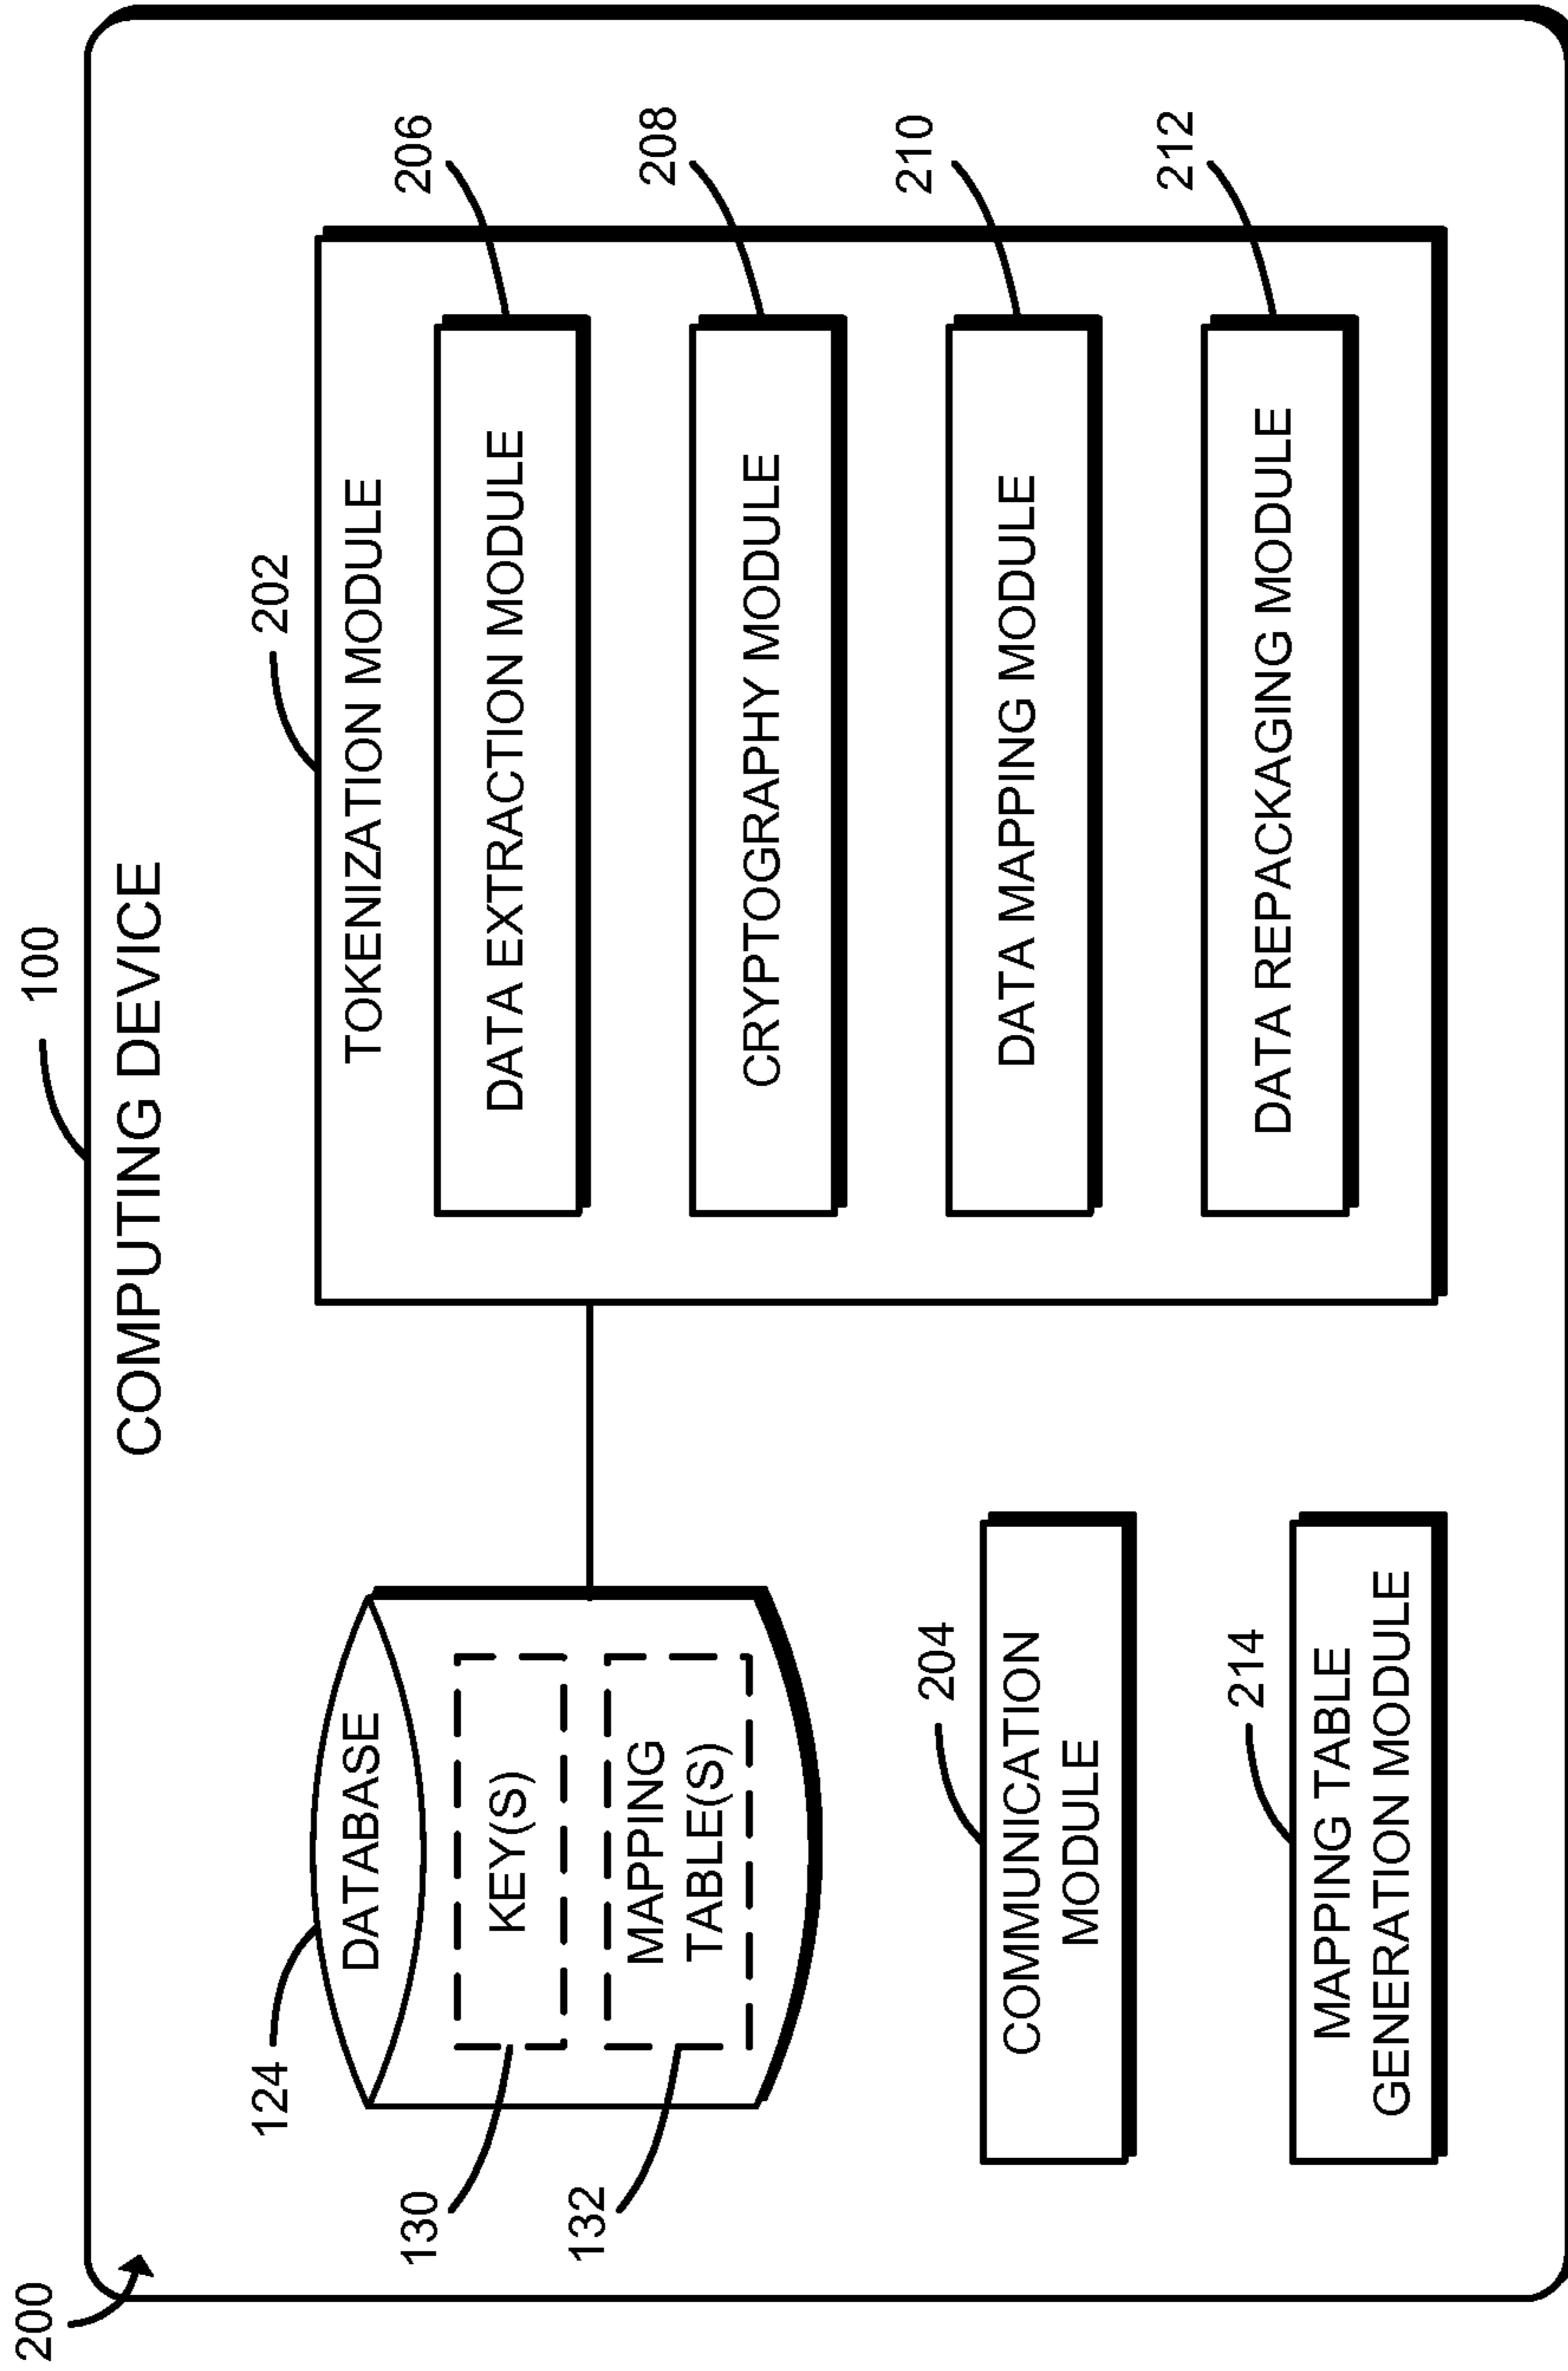 200
100
COMPUTING DEVICE
124
DATABASE
130
KEY(S)
132
MAPPING
TABLE(S)
204
COMMUNICATION
MODULE
214
MAPPING TABLE
GENERATION MODULE
202
TOKENIZATION MODULE
206
DATA EXTRACTION MODULE
208
CRYPTOGRAPHY MODULE
210
DATA MAPPING MODULE
212
DATA REPACKAGING MODULE